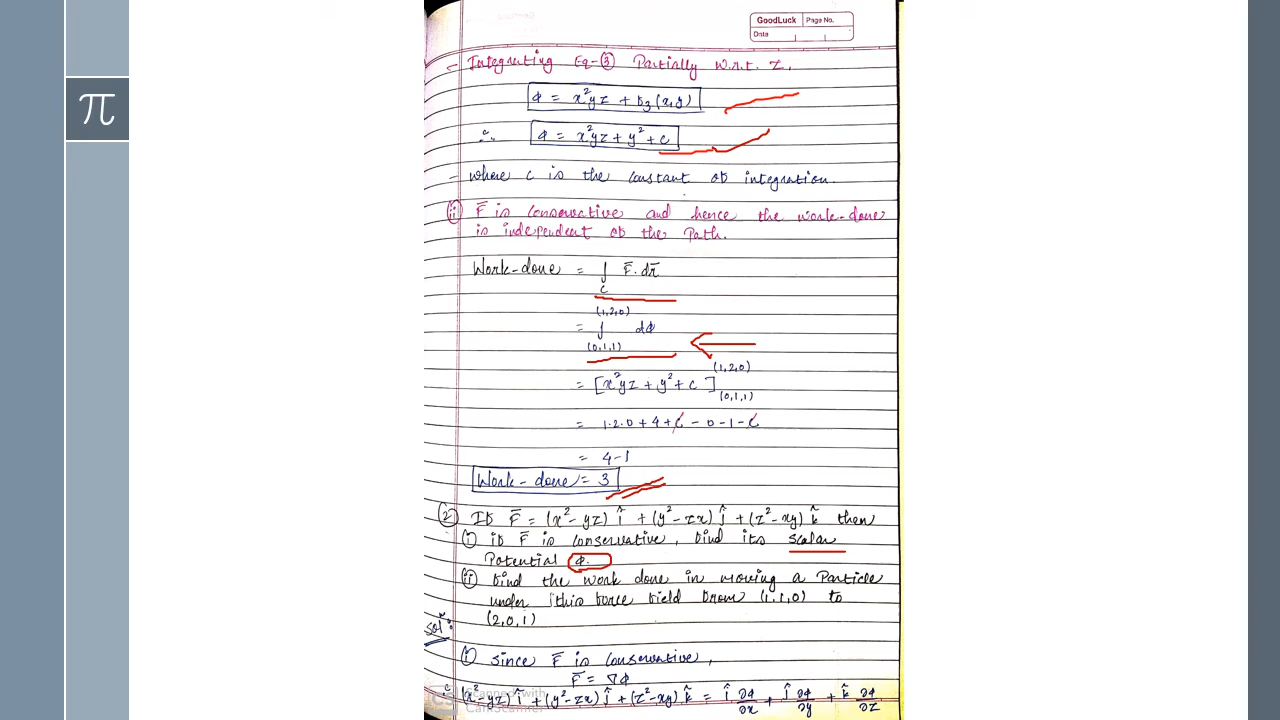 π
GoodLuck Page No.
Data
- Integrating Eq-③ Partially w.r.t. z.
Φ = x²yz + b₃(x,y)
∴ Φ = x²yz + y² + c
- where c is the constant of integration.
(ii) F̄ is conservative and hence the work-done
is independent of the Path.
Work-done = ∫ F̄. dr̄
C
(1,2,0)
= ∫ dΦ
(0,1,1)
(1,2,0)
= [x²yz + y² + c]
(0,1,1)
= 1.2.0 + 4 + c - 0 - 1 - c
= 4-1
Work-done = 3
② If F̄ = (x²-yz) î + (y²-zx) ĵ + (z²-xy) k̂ then
(i) if F̄ is conservative, find its scalar
Potential Φ.
(ii) find the work done in moving a Particle
under this force field from (1,1,0) to
(2,0,1)
Solⁿ:
(i) since F̄ is conservative,
F̄ = ∇Φ
∴ (x²-yz) î + (y²-zx) ĵ + (z²-xy) k̂ = î ∂Φ/∂x + ĵ ∂Φ/∂y + k̂ ∂Φ/∂z
Scanned with
CamScanner